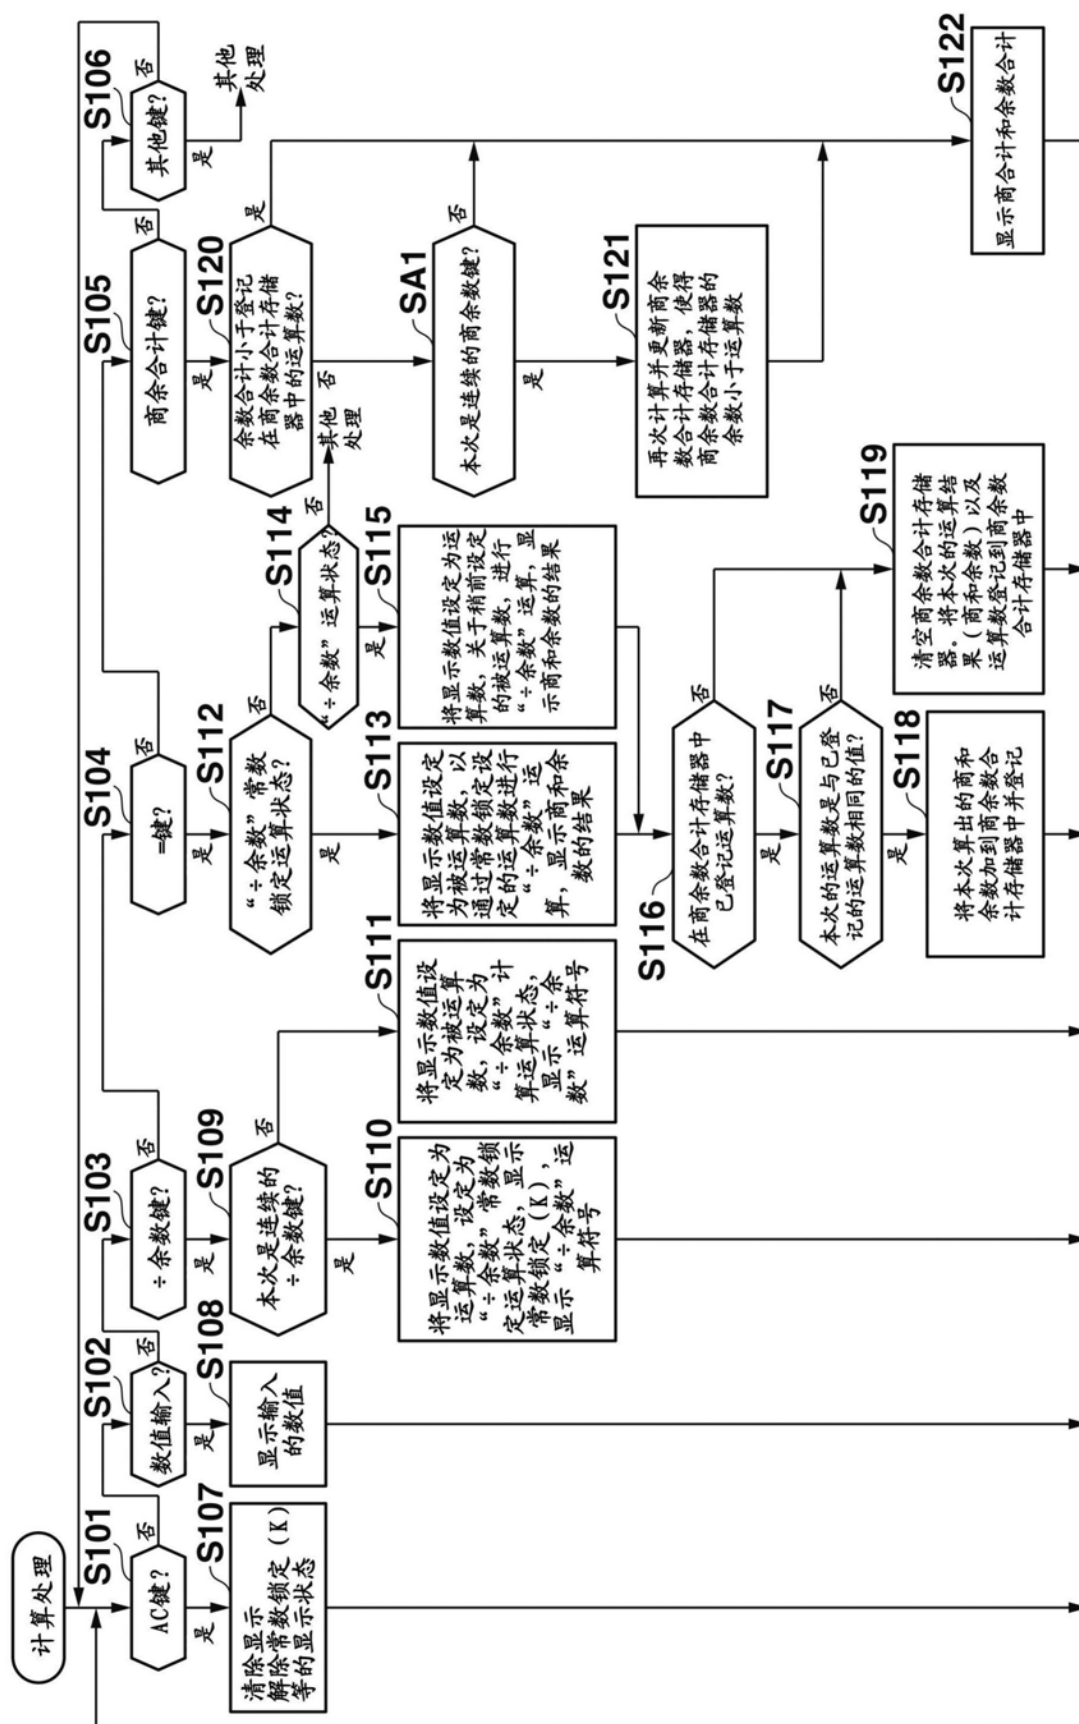 计算处理
S101
AC键?
是
否
S107
清除显示
解除常数锁定(K)
等的显示状态
S102
数值输入?
是
否
S108
显示输入
的数值
S103
÷余数键?
是
否
S109
本次是连续的
÷余数键?
是
否
S110
将显示数值设定为
运算数,设定为
“÷余数”常数锁
定运算状态,显示
常数锁定(K),
显示“÷余数”运
算符号
S111
将显示数值设
定为被运算
数,设定为
“÷余数”计
算运算状态,
显示“÷余
数”运算符号
S104
=键?
是
否
S112
“÷余数”常数
锁定运算状态?
是
否
S113
将显示数值设定
为被运算数,以
通过常数锁定设
定的运算数进行
“÷余数”运
算,显示商和余
数的结果
S114
“÷余数”运算状态?
是
否
其他
处理
S115
将显示数值设定为运
算数,关于稍前设定
的被运算数,进行
“÷余数”运算,显
示商和余数的结果
S116
在商余数合计存储器中
已登记运算数?
是
否
S117
本次的运算数是与已登
记的运算数相同的值?
是
否
S118
将本次算出的商和
余数加到商余数合
计存储器中并登记
S119
清空商余数合计存储
器。将本次的运算结
果(商和余数)以及
运算数登记到商余数
合计存储器中
S105
商余合计键?
是
否
S120
余数合计小于登记
在商余数合计存储
器中的运算数?
是
否
SA1
本次是连续的商余数键?
是
否
S121
再次计算并更新商余
数合计存储器,使得
商余数合计存储器的
余数小于运算数
S106
其他键?
是
否
其他
处理
S122
显示商合计和余数合计